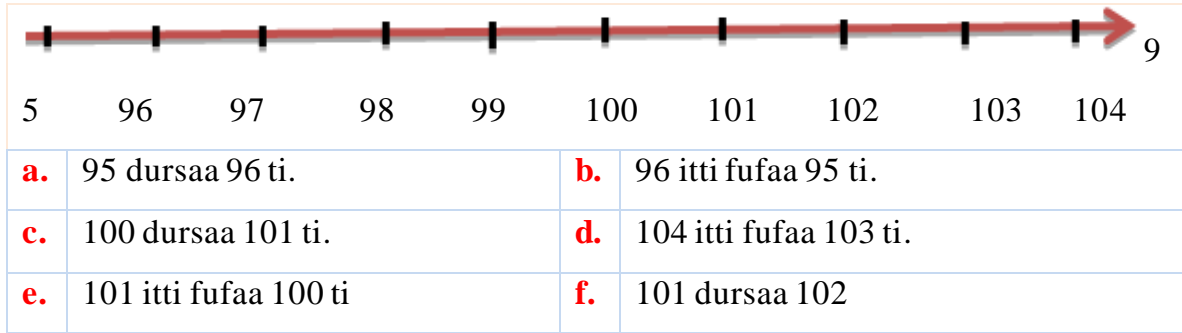 9
5 96 97 98 99 100 101 102 103 104
a. 95 dursaa 96 ti. b. 96 itti fufaa 95 ti.
c. 100 dursaa 101 ti. d. 104 itti fufaa 103 ti.
e. 101 itti fufaa 100 ti f. 101 dursaa 102